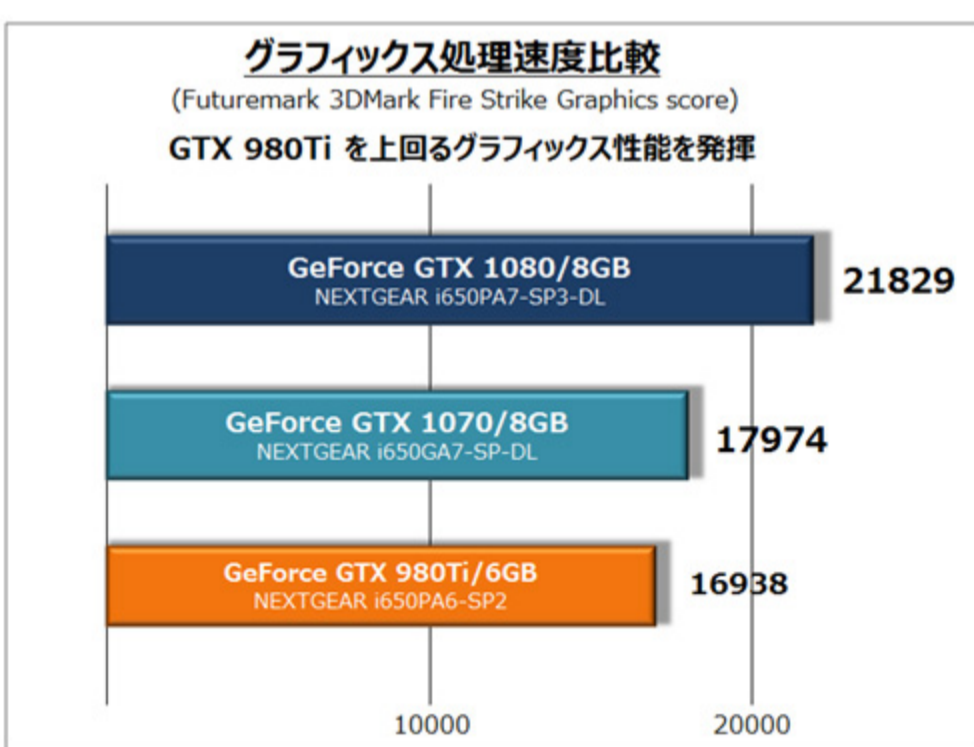 グラフィックス処理速度比較
(Futuremark 3DMark Fire Strike Graphics score)
GTX 980Ti を上回るグラフィックス性能を発揮
GeForce GTX 1080/8GB
NEXTGEAR i650PA7-SP3-DL
21829
GeForce GTX 1070/8GB
NEXTGEAR i650GA7-SP-DL
17974
GeForce GTX 980Ti/6GB
NEXTGEAR i650PA6-SP2
16938
10000 20000